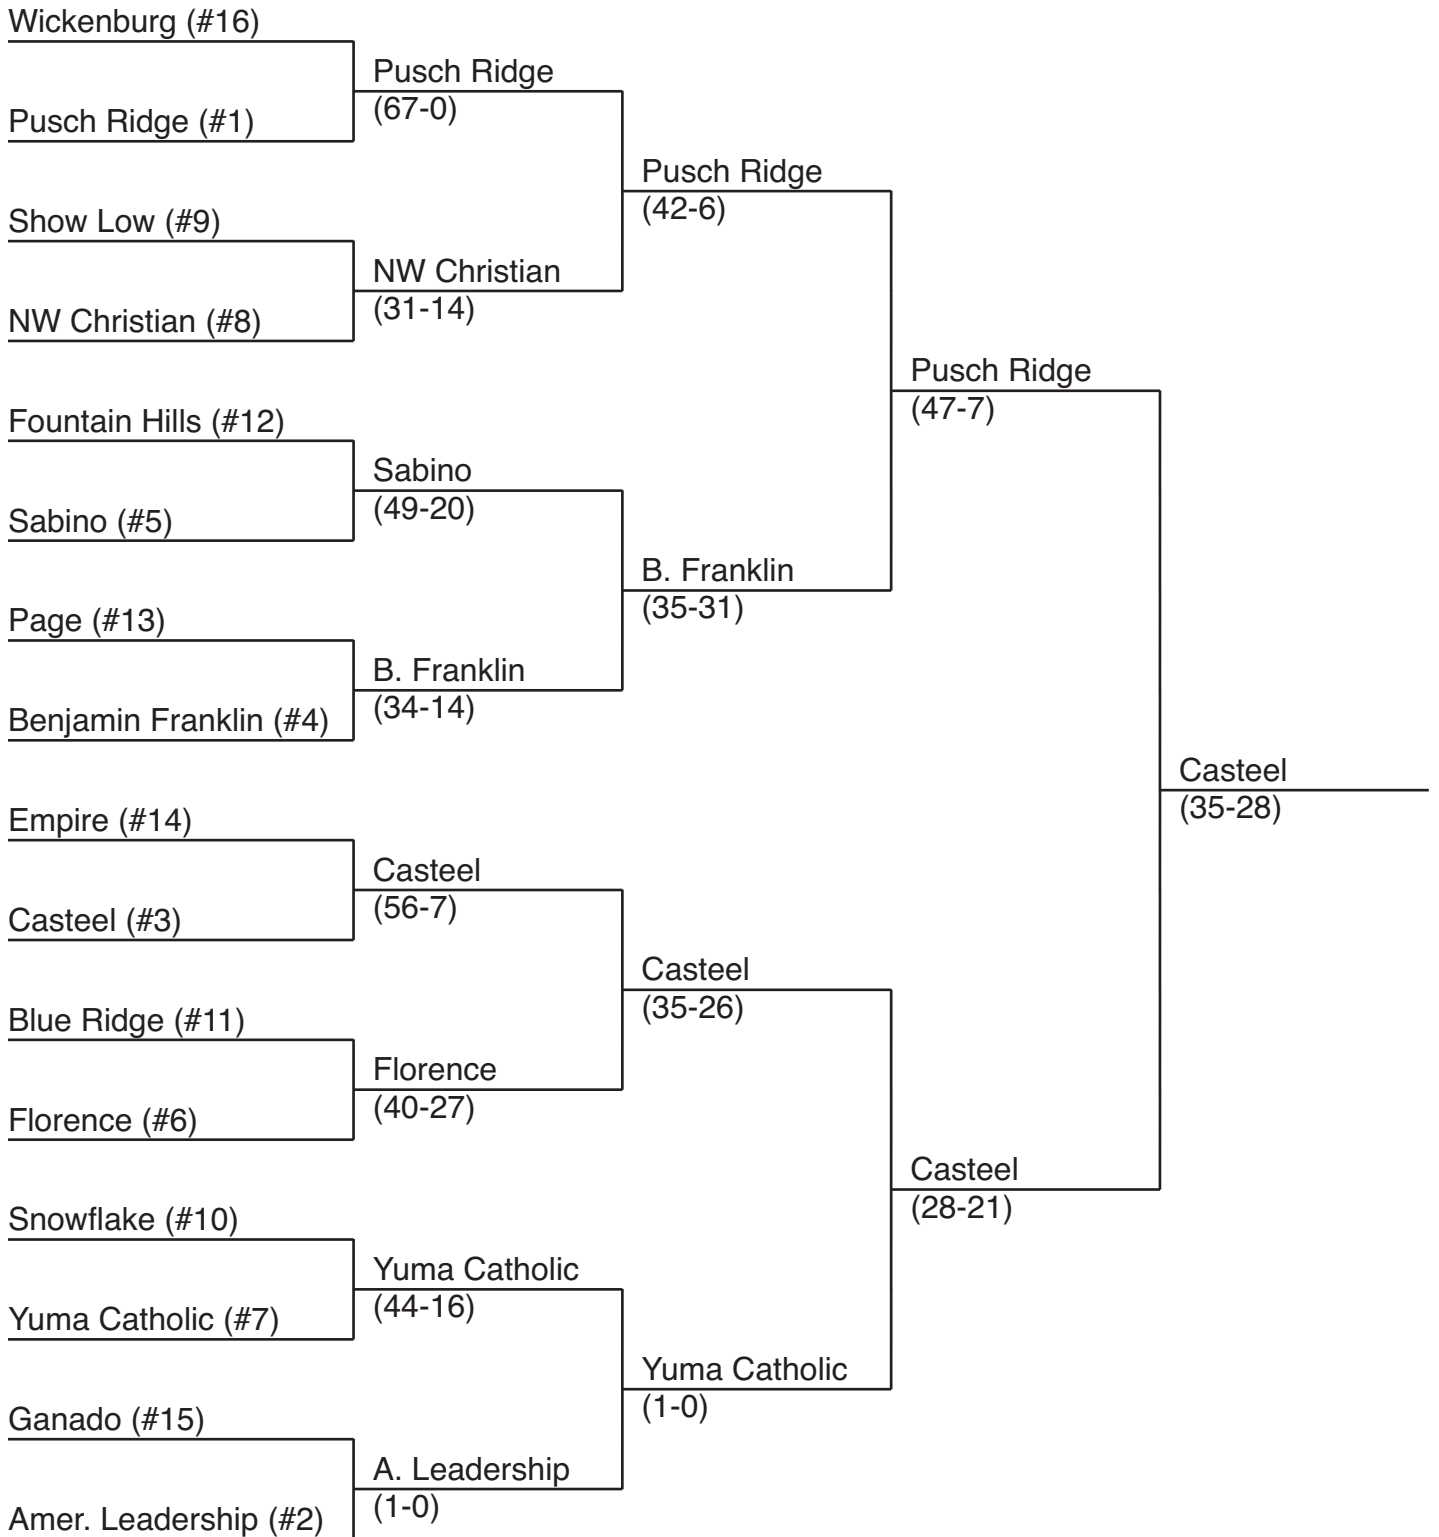 Wickenburg (#16)
Pusch Ridge (#1)
Show Low (#9)
NW Christian (#8)
Fountain Hills (#12)
Sabino (#5)
Page (#13)
Benjamin Franklin (#4)
Empire (#14)
Casteel (#3)
Blue Ridge (#11)
Florence (#6)
Snowflake (#10)
Yuma Catholic (#7)
Ganado (#15)
Amer. Leadership (#2)
Pusch Ridge
(67-0)
NW Christian
(31-14)
Sabino
(49-20)
B. Franklin
(34-14)
Casteel
(56-7)
Florence
(40-27)
Yuma Catholic
(44-16)
A. Leadership
(1-0)
Pusch Ridge
(42-6)
B. Franklin
(35-31)
Casteel
(35-26)
Yuma Catholic
(1-0)
Pusch Ridge
(47-7)
Casteel
(28-21)
Casteel
(35-28)